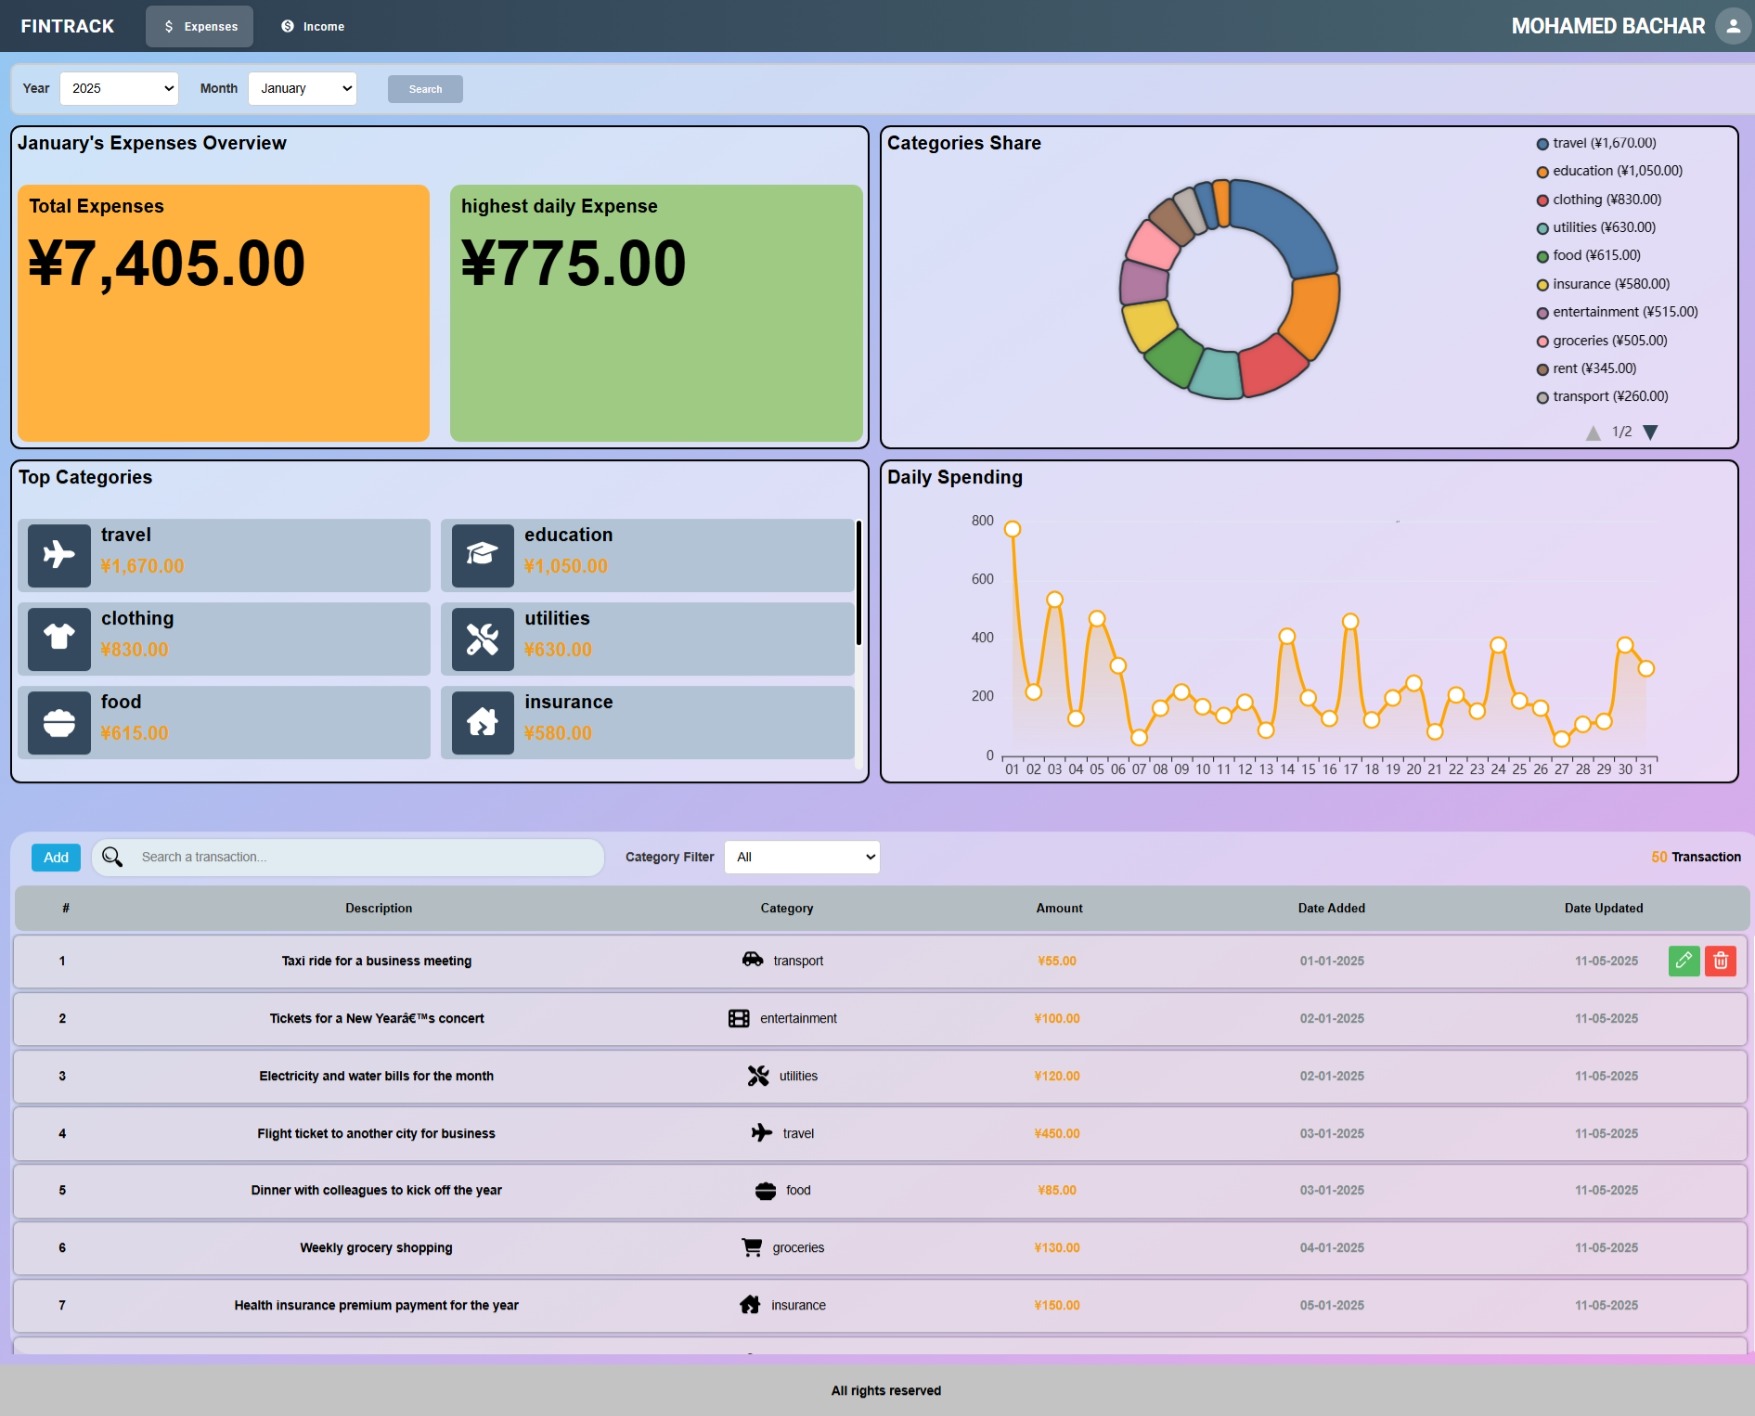 FINTRACK
Expenses
Income
MOHAMED BACHAR
Year 2025 Month January Search
January's Expenses Overview
Total Expenses
¥7,405.00
highest daily Expense
¥775.00
Categories Share
travel (¥1,670.00)
education (¥1,050.00)
clothing (¥830.00)
utilities (¥630.00)
food (¥615.00)
insurance (¥580.00)
entertainment (¥515.00)
groceries (¥505.00)
rent (¥345.00)
transport (¥260.00)
1/2
Top Categories
travel
¥1,670.00
education
¥1,050.00
clothing
¥830.00
utilities
¥630.00
food
¥615.00
insurance
¥580.00
Daily Spending
800
600
400
200
0
01 02 03 04 05 06 07 08 09 10 11 12 13 14 15 16 17 18 19 20 21 22 23 24 25 26 27 28 29 30 31
Add Search a transaction... Category Filter All 50 Transaction
# Description Category Amount Date Added Date Updated
1 Taxi ride for a business meeting transport ¥55.00 01-01-2025 11-05-2025
2 Tickets for a New Yearâ€™s concert entertainment ¥100.00 02-01-2025 11-05-2025
3 Electricity and water bills for the month utilities ¥120.00 02-01-2025 11-05-2025
4 Flight ticket to another city for business travel ¥450.00 03-01-2025 11-05-2025
5 Dinner with colleagues to kick off the year food ¥85.00 03-01-2025 11-05-2025
6 Weekly grocery shopping groceries ¥130.00 04-01-2025 11-05-2025
7 Health insurance premium payment for the year insurance ¥150.00 05-01-2025 11-05-2025
All rights reserved